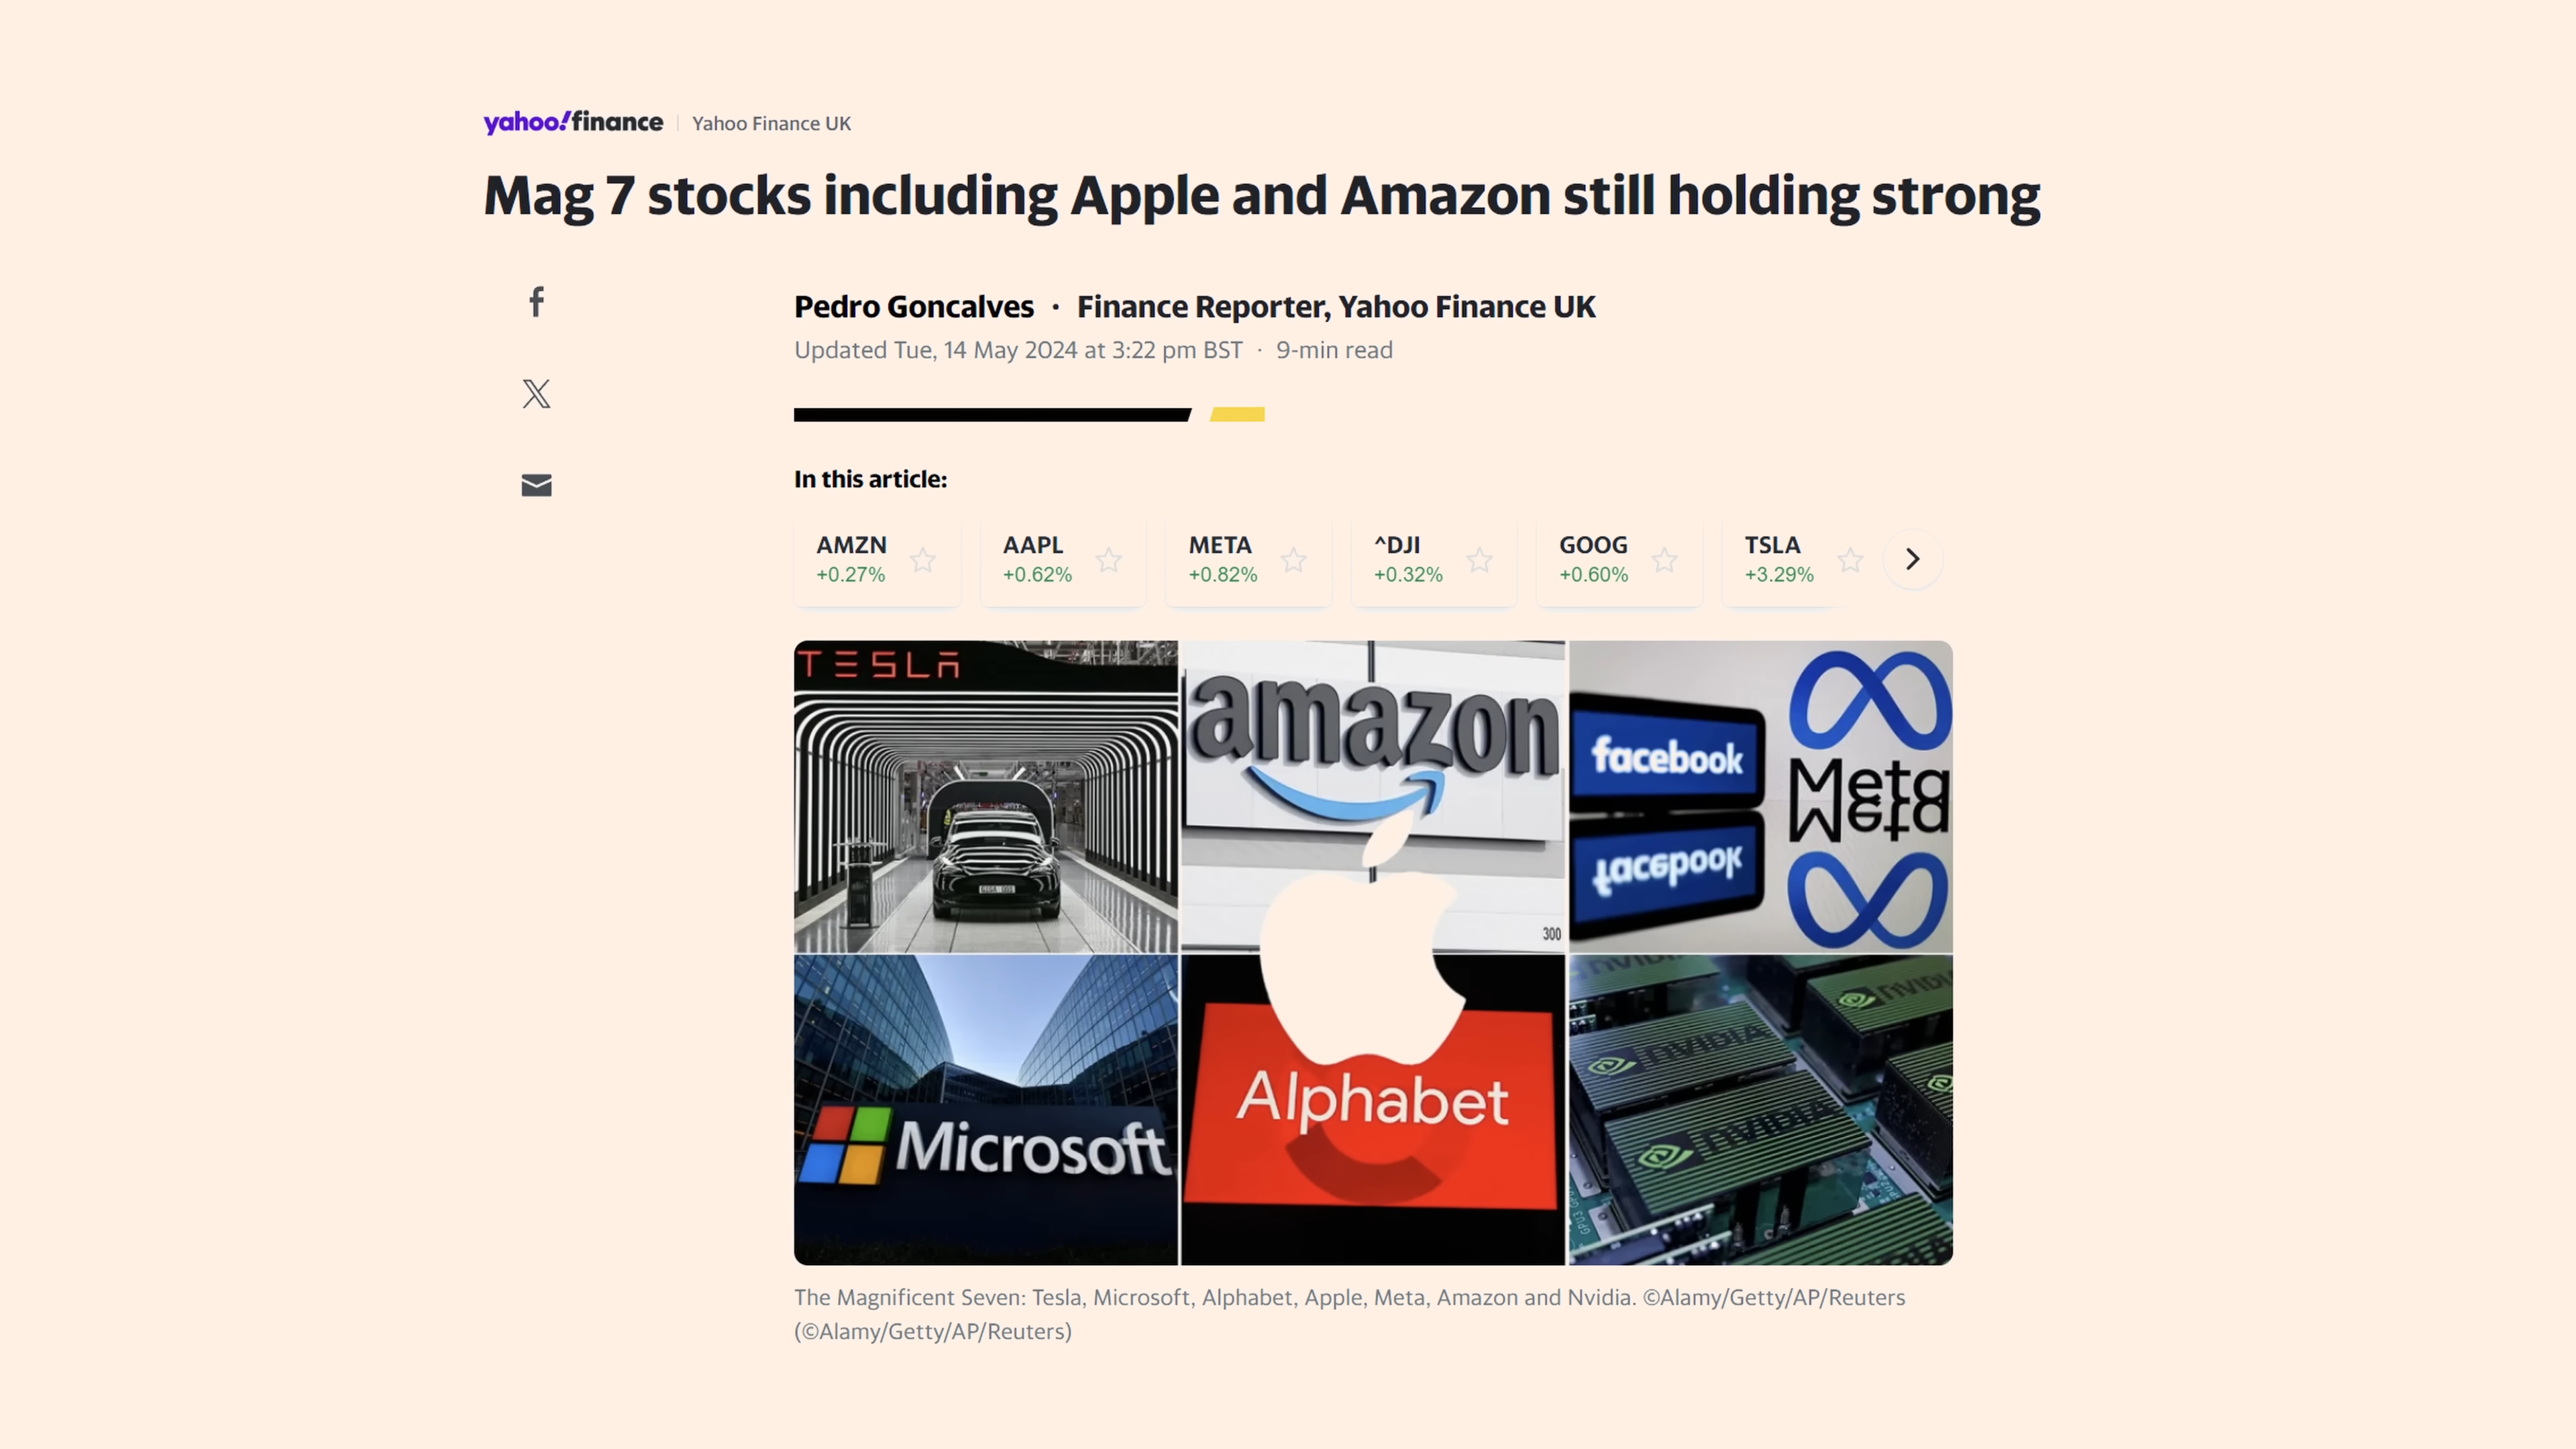 yahoo!finance | Yahoo Finance UK
Mag 7 stocks including Apple and Amazon still holding strong
Pedro Goncalves · Finance Reporter, Yahoo Finance UK
Updated Tue, 14 May 2024 at 3:22 pm BST · 9-min read
In this article:
AMZN AAPL META ^DJI GOOG TSLA
+0.27% +0.62% +0.82% +0.32% +0.60% +3.29%
TESLA
amazon
300
facebook
facebook
Meta
Meta
Microsoft
Alphabet
NVIDIA
NVIDIA
NVIDIA
NVIDIA
The Magnificent Seven: Tesla, Microsoft, Alphabet, Apple, Meta, Amazon and Nvidia. ©Alamy/Getty/AP/Reuters
(©Alamy/Getty/AP/Reuters)